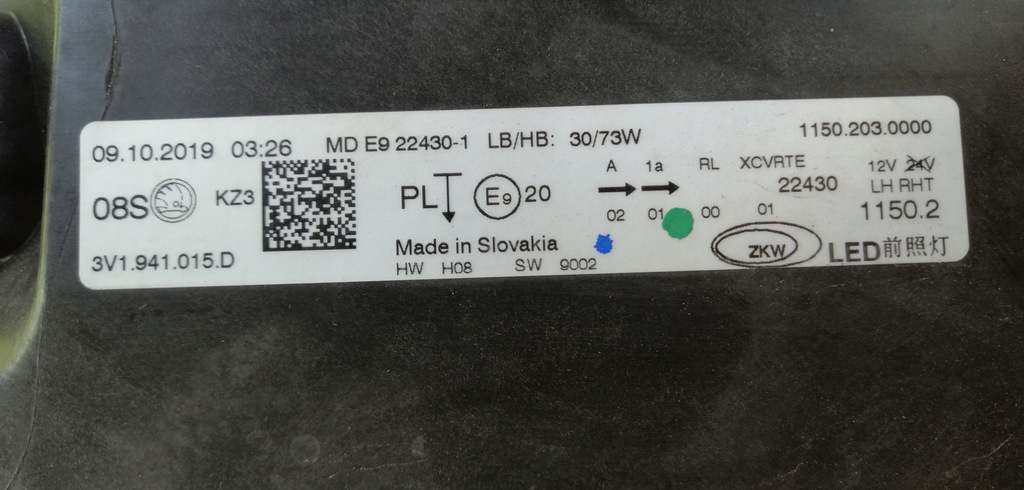 09.10.2019 03:26 MD E9 22430-1 LB/HB: 30/73W 1150.203.0000
A 1a RL XCVRTE 12V 24V
08S KZ3 PL E9 20 22430 LH RHT
02 01 00 01 1150.2
Made in Slovakia ZKW LED前照灯
3V1.941.015.D HW H08 SW 9002